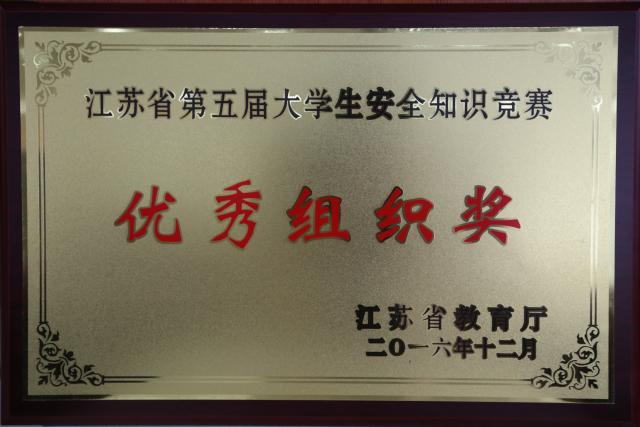 江苏省第五届大学生安全知识竞赛
优秀组织奖
江苏省教育厅
二O一六年十二月